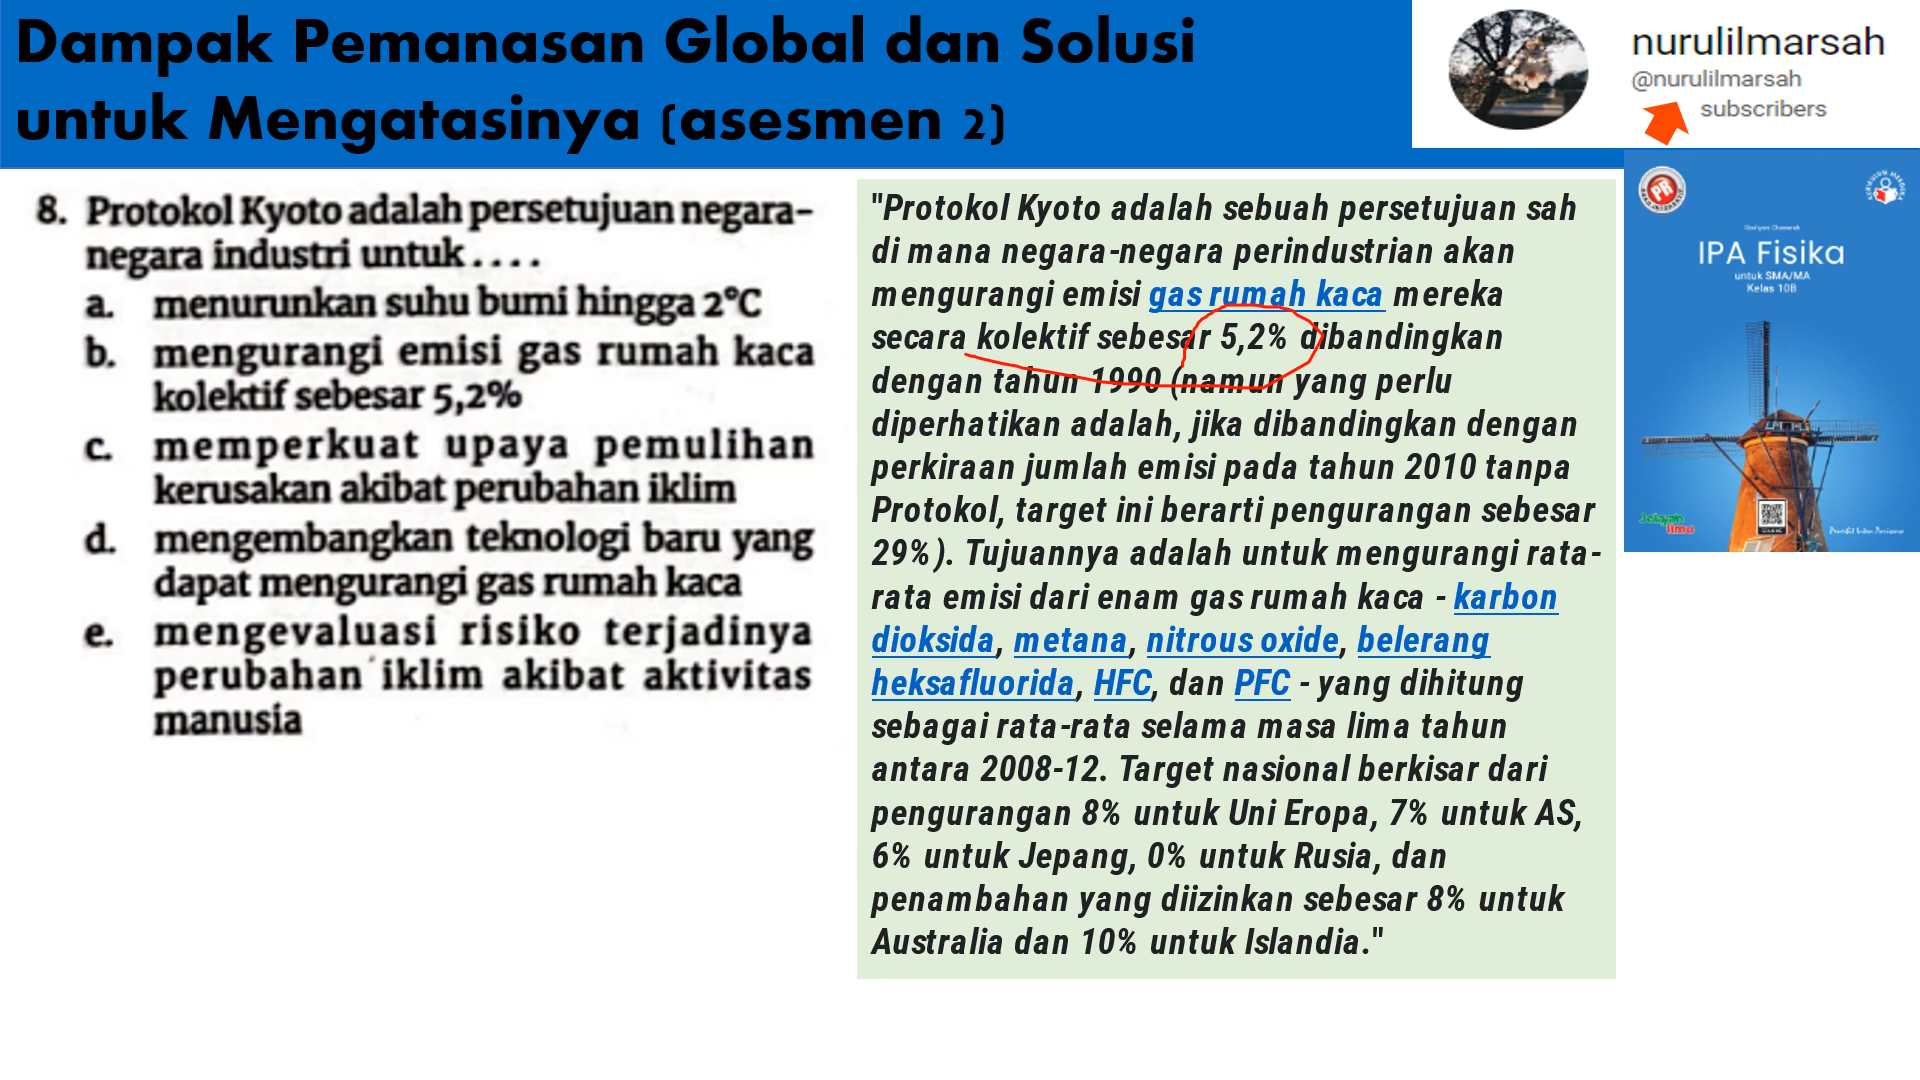 Dampak Pemanasan Global dan Solusi
untuk Mengatasinya (asesmen 2)
nurulilmarsah
@nurulilmarsah
subscribers
8. Protokol Kyoto adalah persetujuan negara-
negara industri untuk . . . .
a. menurunkan suhu bumi hingga 2°C
b. mengurangi emisi gas rumah kaca
kolektif sebesar 5,2%
c. memperkuat upaya pemulihan
kerusakan akibat perubahan iklim
d. mengembangkan teknologi baru yang
dapat mengurangi gas rumah kaca
e. mengevaluasi risiko terjadinya
perubahan iklim akibat aktivitas
manusia
"Protokol Kyoto adalah sebuah persetujuan sah
di mana negara-negara perindustrian akan
mengurangi emisi gas rumah kaca mereka
secara kolektif sebesar 5,2% dibandingkan
dengan tahun 1990 (namun yang perlu
diperhatikan adalah, jika dibandingkan dengan
perkiraan jumlah emisi pada tahun 2010 tanpa
Protokol, target ini berarti pengurangan sebesar
29%). Tujuannya adalah untuk mengurangi rata-
rata emisi dari enam gas rumah kaca - karbon
dioksida, metana, nitrous oxide, belerang
heksafluorida, HFC, dan PFC - yang dihitung
sebagai rata-rata selama masa lima tahun
antara 2008-12. Target nasional berkisar dari
pengurangan 8% untuk Uni Eropa, 7% untuk AS,
6% untuk Jepang, 0% untuk Rusia, dan
penambahan yang diizinkan sebesar 8% untuk
Australia dan 10% untuk Islandia."
PR
IPA Fisika
untuk SMA/MA
Kelas 10B